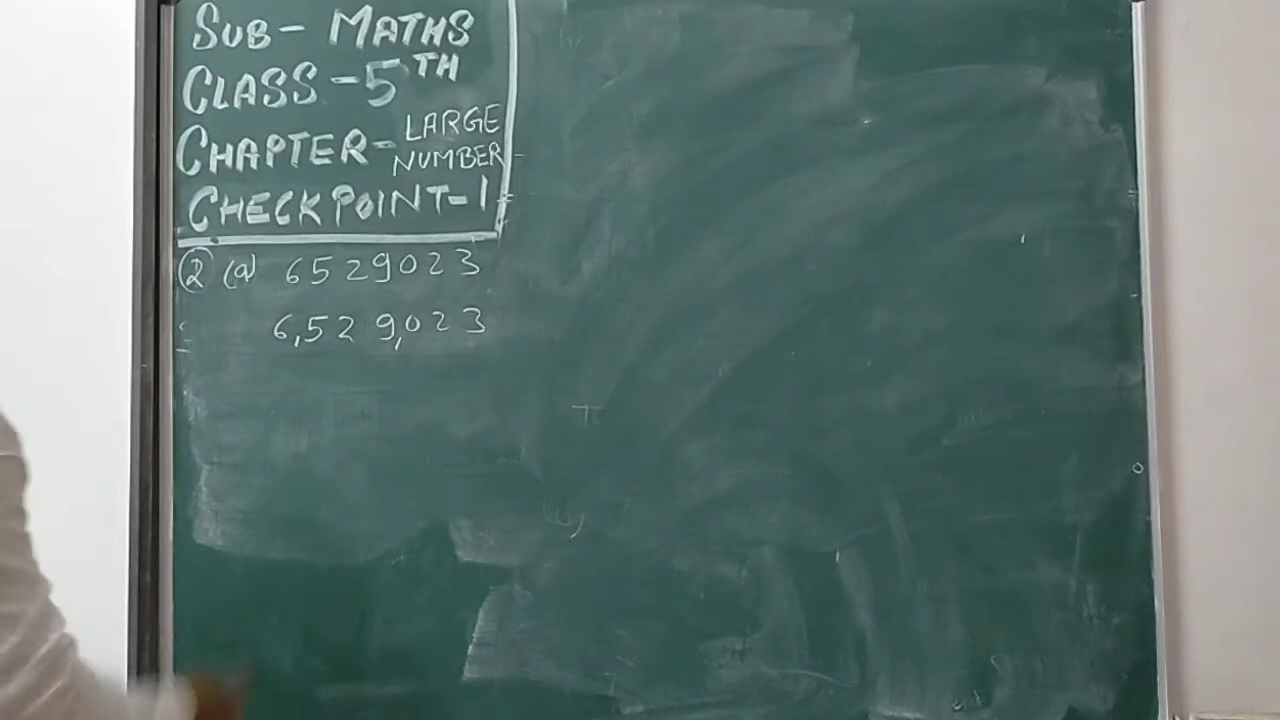 SUB- MATHS
CLASS-5TH
CHAPTER- LARGE NUMBER
CHECKPOINT-1
② (a) 6529023
6,529,023